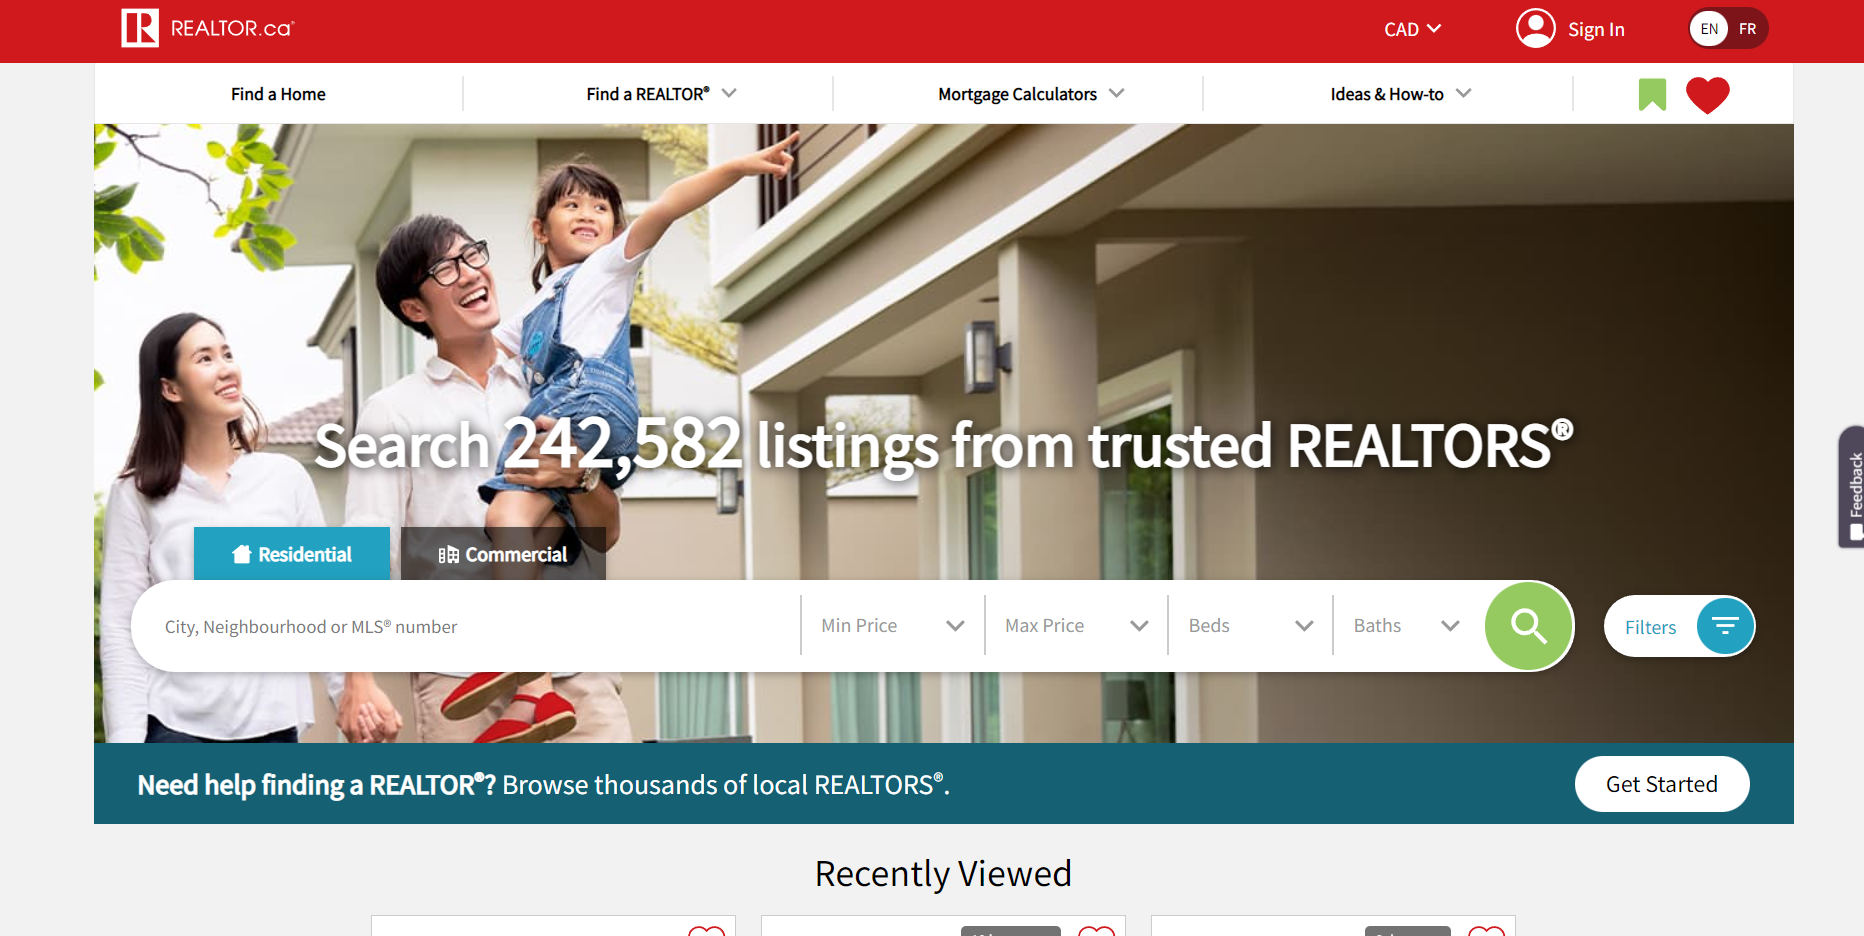 REALTOR.ca®
CAD
Sign In
EN FR
Find a Home
Find a REALTOR®
Mortgage Calculators
Ideas & How-to
Search 242,582 listings from trusted REALTORS®
Residential
Commercial
City, Neighbourhood or MLS® number
Min Price
Max Price
Beds
Baths
Filters
Feedback
Need help finding a REALTOR®? Browse thousands of local REALTORS®.
Get Started
Recently Viewed